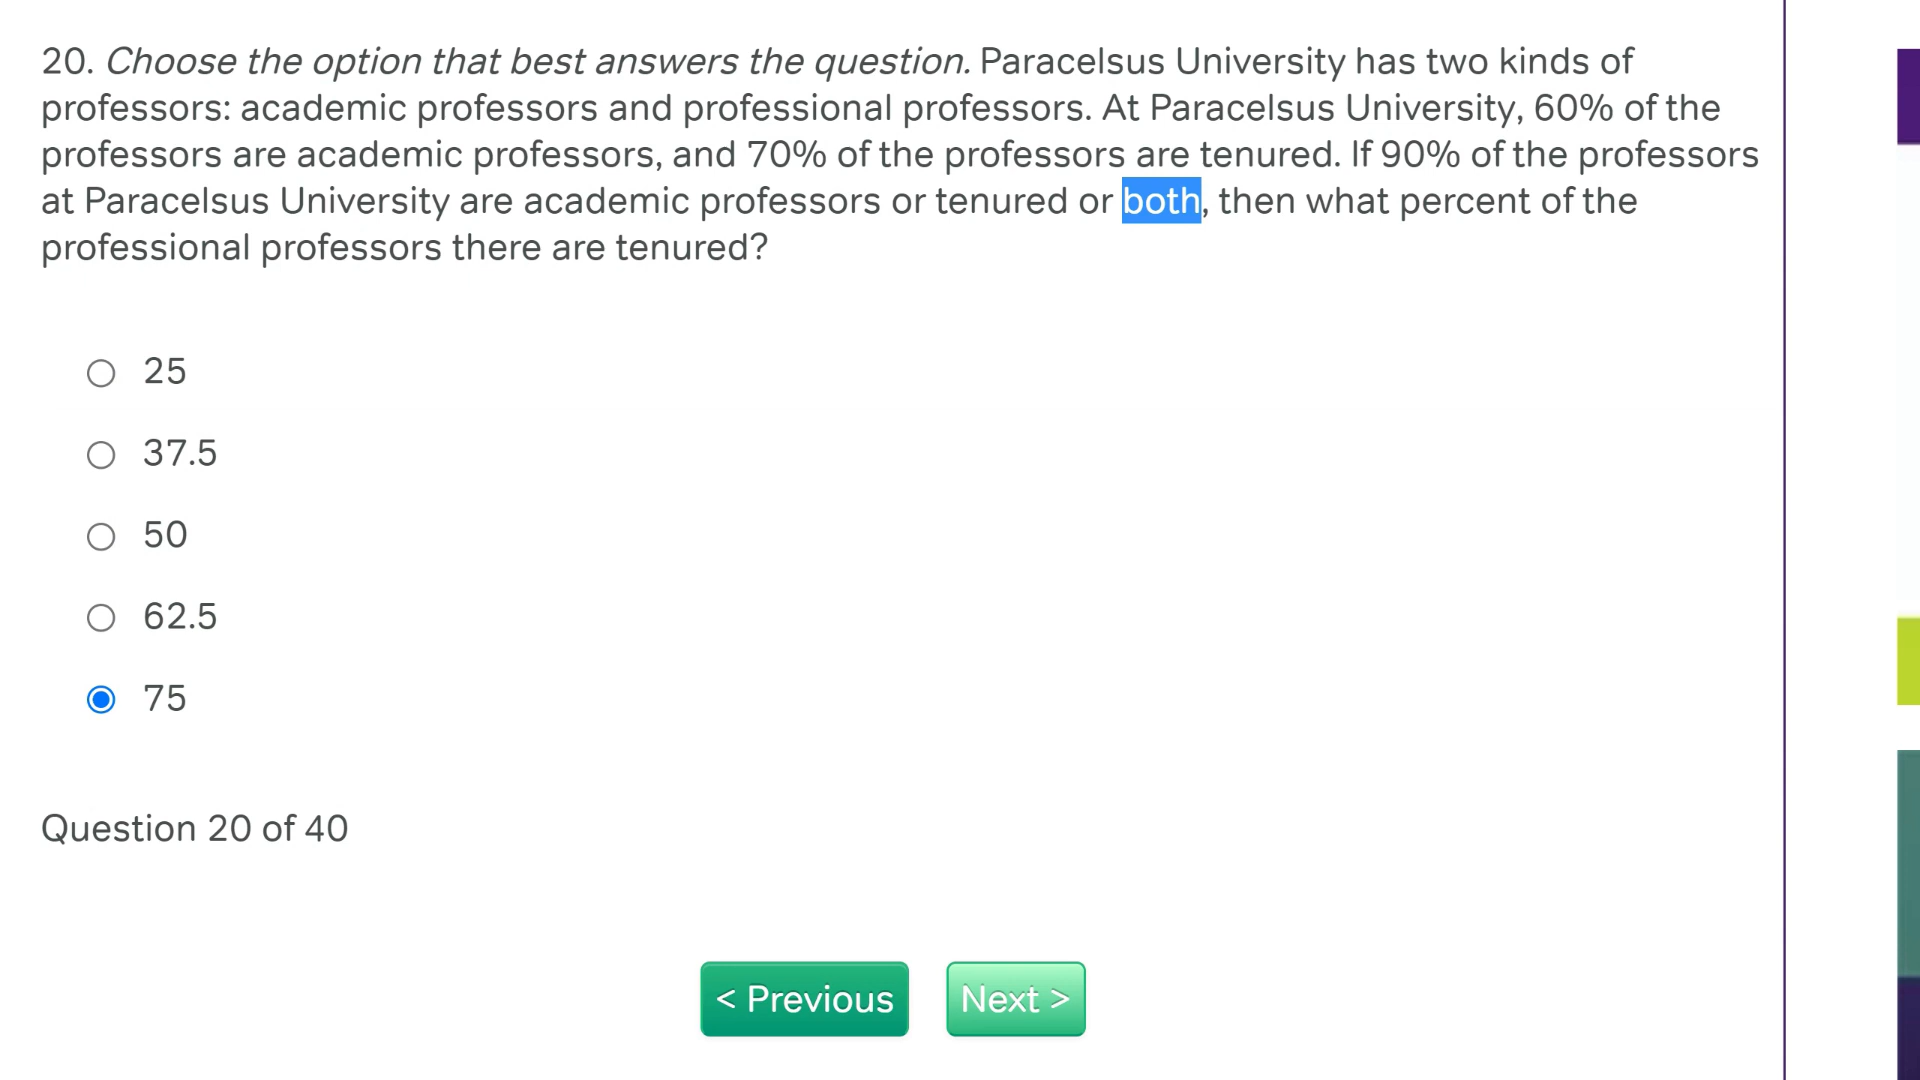 20. Choose the option that best answers the question. Paracelsus University has two kinds of
professors: academic professors and professional professors. At Paracelsus University, 60% of the
professors are academic professors, and 70% of the professors are tenured. If 90% of the professors
at Paracelsus University are academic professors or tenured or both, then what percent of the
professional professors there are tenured?
25
37.5
50
62.5
75
Question 20 of 40
< Previous
Next >